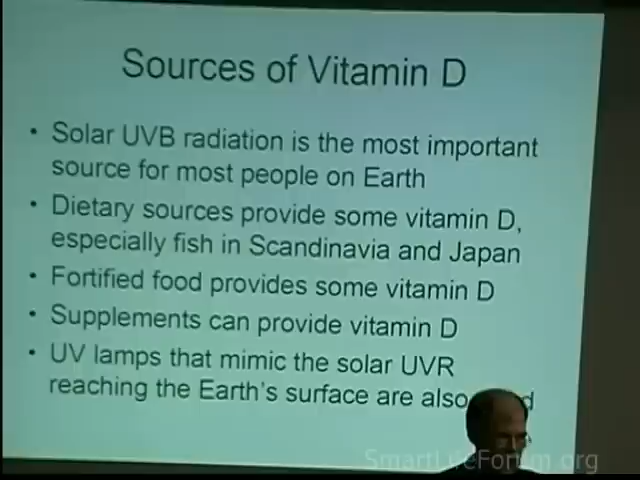 Sources of Vitamin D
• Solar UVB radiation is the most important
source for most people on Earth
• Dietary sources provide some vitamin D,
especially fish in Scandinavia and Japan
• Fortified food provides some vitamin D
• Supplements can provide vitamin D
• UV lamps that mimic the solar UVR
reaching the Earth's surface are also
SmartLifeForum.org